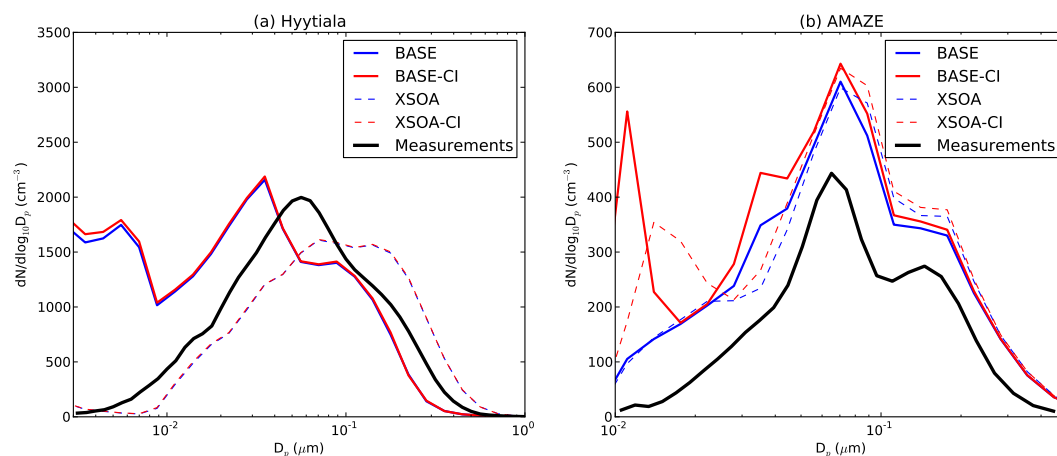 (a) Hyytiala
3500
3000
2500
2000
1500
1000
500
0
dN/dlog₁₀Dₚ (cm⁻³)
10⁻²
10⁻¹
10⁰
Dₚ (μm)
BASE
BASE-CI
XSOA
XSOA-CI
Measurements
(b) AMAZE
700
600
500
400
300
200
100
0
dN/dlog₁₀Dₚ (cm⁻³)
10⁻²
10⁻¹
Dₚ (μm)
BASE
BASE-CI
XSOA
XSOA-CI
Measurements